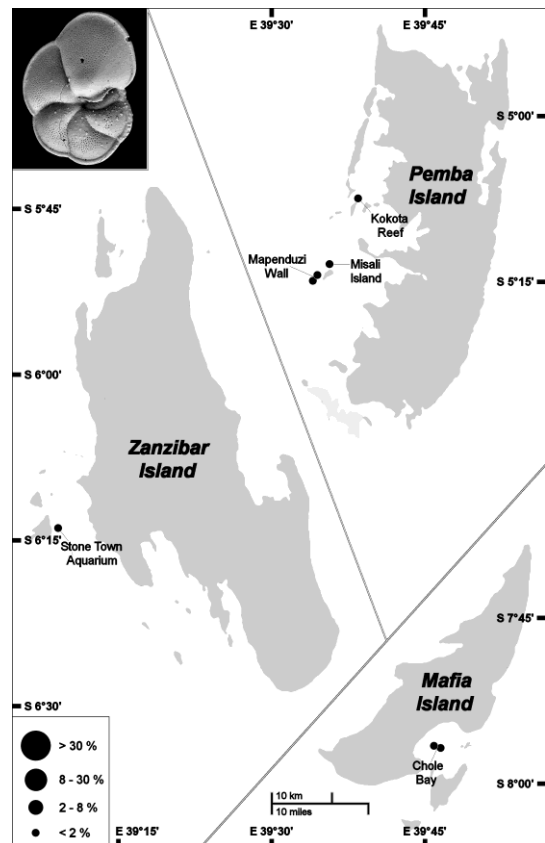 E 39°30'
E 39°45'
S 5°00'
Pemba
Island
Kokota
Reef
S 5°45'
Mapenduzi
Wall
Misali
Island
S 5°15'
S 6°00'
Zanzibar
Island
S 6°15'
Stone Town
Aquarium
S 7°45'
Mafia
Island
S 6°30'
Chole
Bay
> 30 %
8 - 30 %
2 - 8 %
< 2 %
10 km
10 miles
S 8°00'
E 39°15'
E 39°30'
E 39°45'